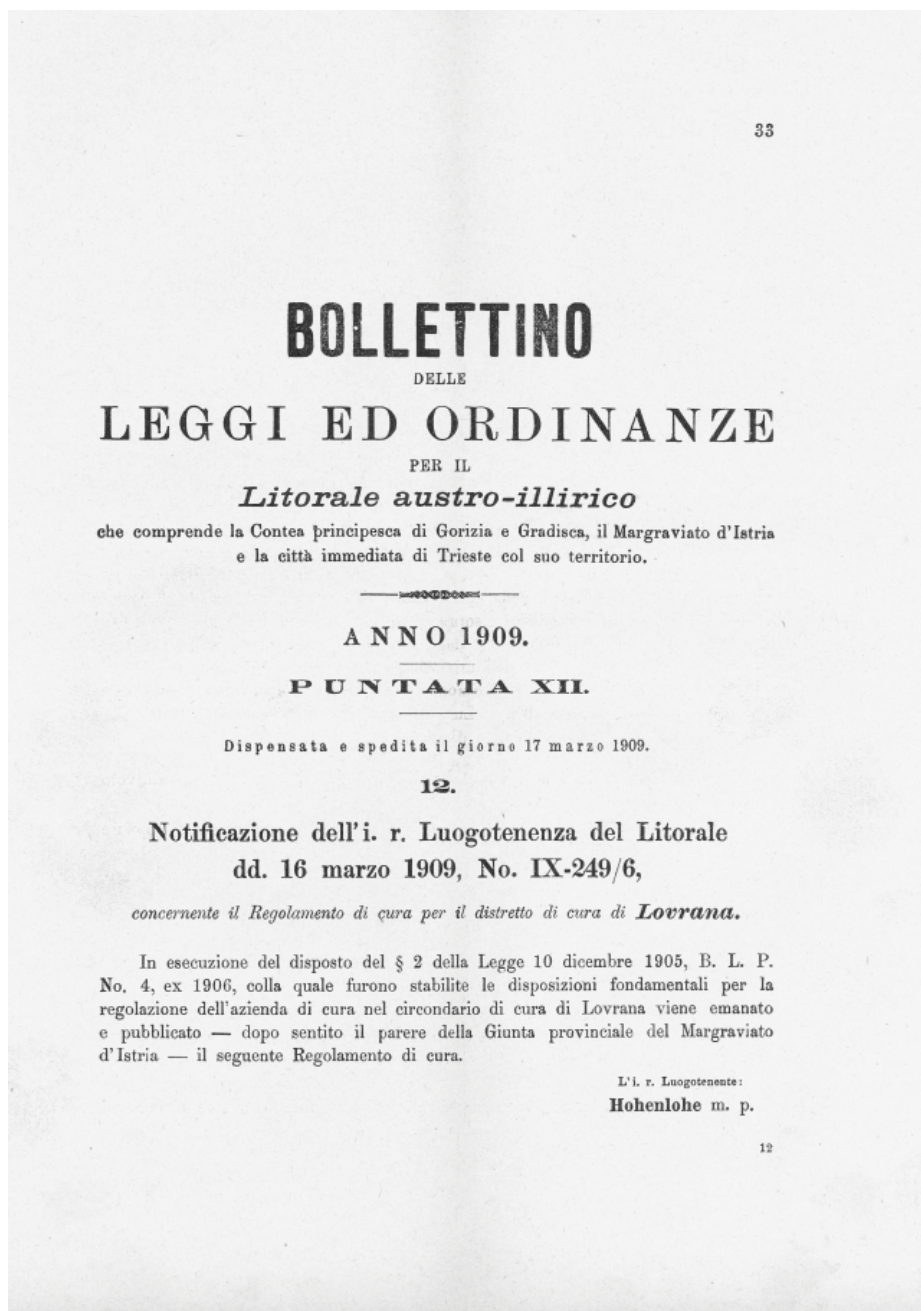 33
BOLLETTINO
DELLE
LEGGI ED ORDINANZE
PER IL
Litorale austro-illirico
che comprende la Contea principesca di Gorizia e Gradisca, il Margraviato d'Istria
e la città immediata di Trieste col suo territorio.
ANNO 1909.
PUNTATA XII.
Dispensata e spedita il giorno 17 marzo 1909.
12.
Notificazione dell'i. r. Luogotenenza del Litorale
dd. 16 marzo 1909, No. IX-249/6,
concernente il Regolamento di cura per il distretto di cura di Lovrana.
In esecuzione del disposto del § 2 della Legge 10 dicembre 1905, B. L. P.
No. 4, ex 1906, colla quale furono stabilite le disposizioni fondamentali per la
regolazione dell'azienda di cura nel circondario di cura di Lovrana viene emanato
e pubblicato — dopo sentito il parere della Giunta provinciale del Margraviato
d'Istria — il seguente Regolamento di cura.
L'i. r. Luogotenente:
Hohenlohe m. p.
12